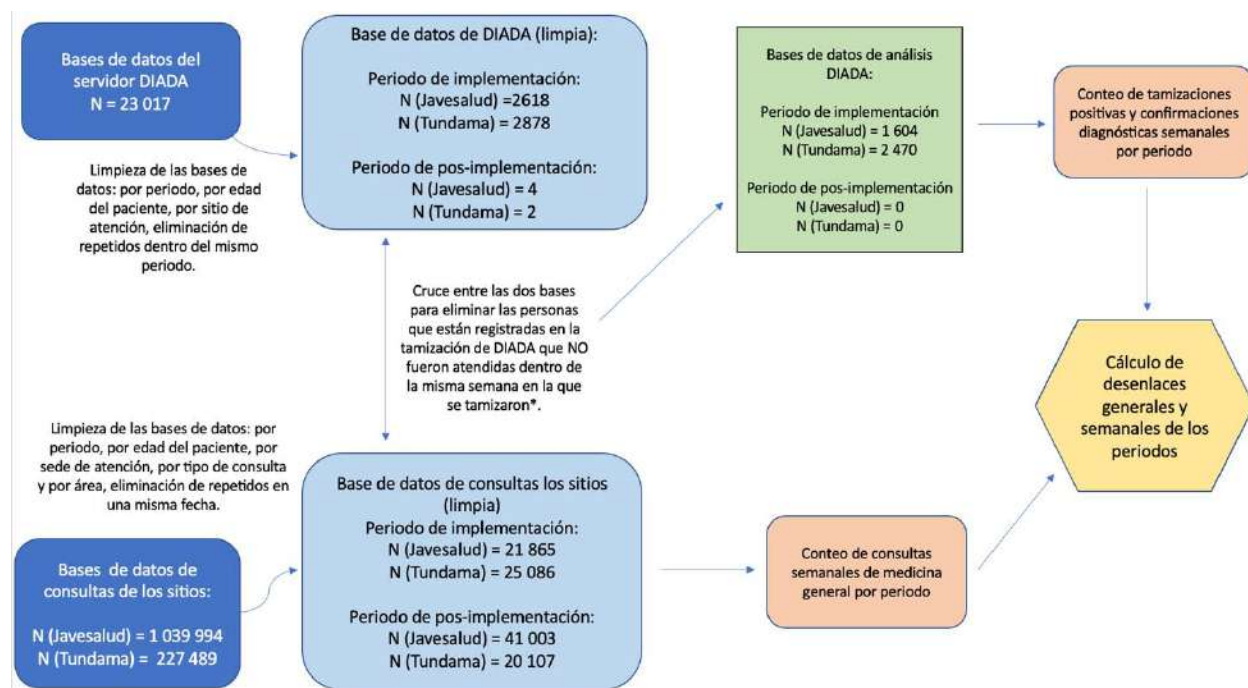 Bases de datos del
servidor DIADA
N = 23 017
Limpieza de las bases de
datos: por periodo, por edad
del paciente, por sitio de
atención, eliminación de
repetidos dentro del mismo
periodo.
Base de datos de DIADA (limpia):
Periodo de implementación:
N (Javesalud) =2618
N (Tundama) = 2878
Periodo de pos-implementación:
N (Javesalud) = 4
N (Tundama) = 2
Bases de datos de análisis
DIADA:
Periodo de implementación
N (Javesalud) = 1 604
N (Tundama) = 2 470
Periodo de pos-implementación
N (Javesalud) = 0
N (Tundama) = 0
Conteo de tamizaciones
positivas y confirmaciones
diagnósticas semanales
por periodo
Cruce entre las dos bases
para eliminar las personas
que están registradas en la
tamización de DIADA que NO
fueron atendidas dentro de
la misma semana en la que
se tamizaron*.
Cálculo de
desenlaces
generales y
semanales de los
periodos
Limpieza de las bases de datos: por
periodo, por edad del paciente, por
sede de atención, por tipo de consulta
y por área, eliminación de repetidos en
una misma fecha.
Bases de datos de
consultas de los sitios:
N (Javesalud) = 1 039 994
N (Tundama) = 227 489
Base de datos de consultas los sitios
(limpia)
Periodo de implementación:
N (Javesalud) = 21 865
N (Tundama) = 25 086
Periodo de pos-implementación:
N (Javesalud) = 41 003
N (Tundama) = 20 107
Conteo de consultas
semanales de medicina
general por periodo